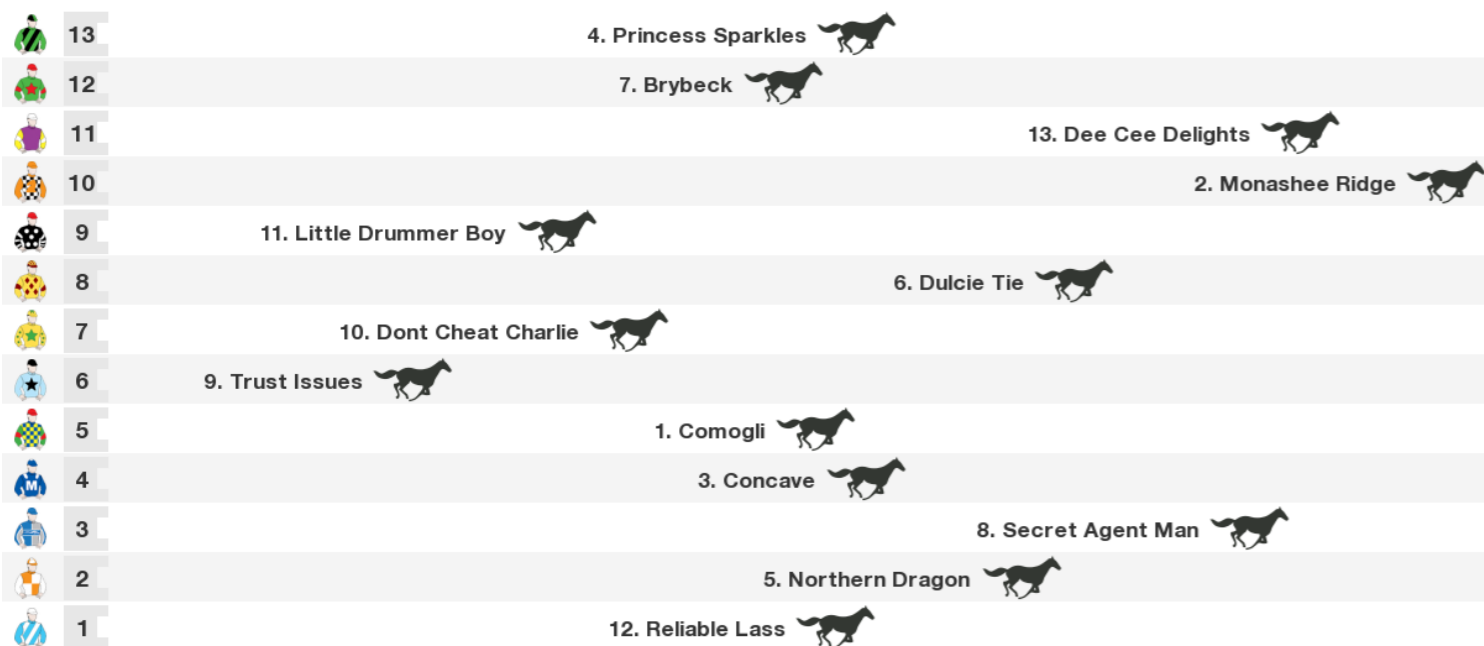 13 4. Princess Sparkles
12 7. Brybeck
11 13. Dee Cee Delights
10 2. Monashee Ridge
9 11. Little Drummer Boy
8 6. Dulcie Tie
7 10. Dont Cheat Charlie
6 9. Trust Issues
5 1. Comogli
M 4 3. Concave
3 8. Secret Agent Man
2 5. Northern Dragon
1 12. Reliable Lass